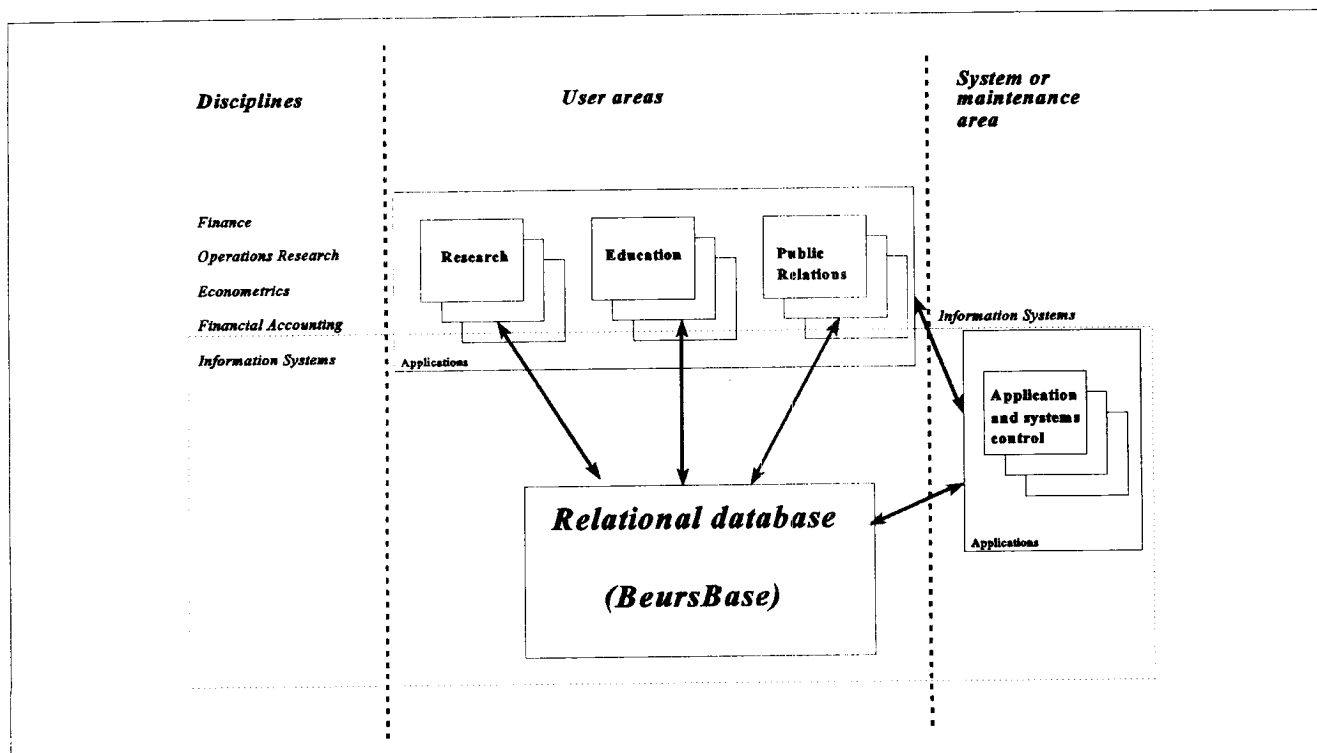 Disciplines
User areas
System or
maintenance
area
Finance
Operations Research
Econometrics
Financial Accounting
Information Systems
Research
Education
Public
Relations
Applications
Information Systems
Application
and systems
control
Applications
Relational database
(BeursBase)